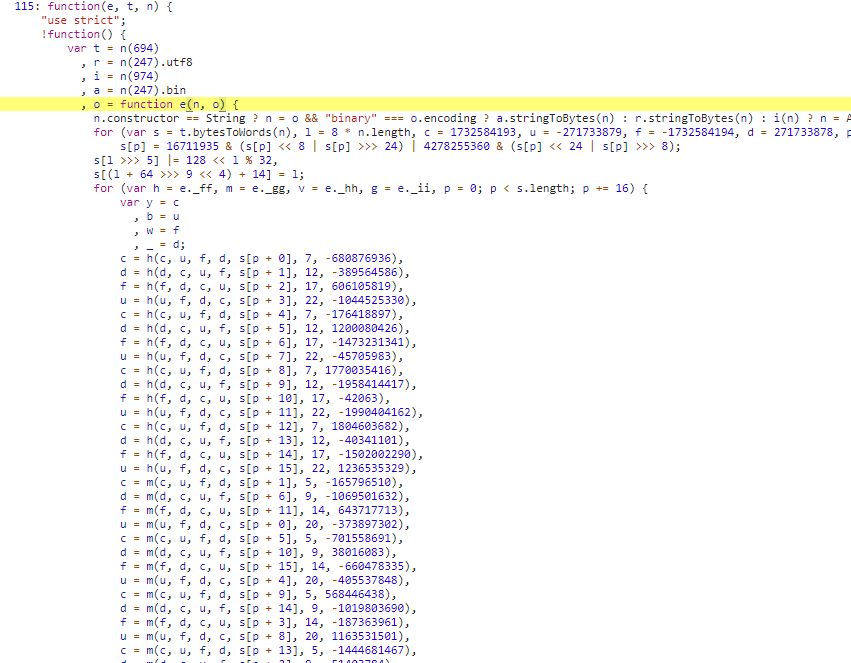 115: function(e, t, n) {
"use strict";
!function() {
var t = n(694)
, r = n(247).utf8
, i = n(974)
, a = n(247).bin
, o = function e(n, o) {
n.constructor == String ? n = o && "binary" === o.encoding ? a.stringToBytes(n) : r.stringToBytes(n) : i(n) ? n = A
for (var s = t.bytesToWords(n), l = 8 * n.length, c = 1732584193, u = -271733879, f = -1732584194, d = 271733878, p
s[p] = 16711935 & (s[p] << 8 | s[p] >>> 24) | 4278255360 & (s[p] << 24 | s[p] >>> 8);
s[l >>> 5] |= 128 << l % 32,
s[(l + 64 >>> 9 << 4) + 14] = l;
for (var h = e._ff, m = e._gg, v = e._hh, g = e._ii, p = 0; p < s.length; p += 16) {
var y = c
, b = u
, w = f
, _ = d;
c = h(c, u, f, d, s[p + 0], 7, -680876936),
d = h(d, c, u, f, s[p + 1], 12, -389564586),
f = h(f, d, c, u, s[p + 2], 17, 606105819),
u = h(u, f, d, c, s[p + 3], 22, -1044525330),
c = h(c, u, f, d, s[p + 4], 7, -176418897),
d = h(d, c, u, f, s[p + 5], 12, 1200080426),
f = h(f, d, c, u, s[p + 6], 17, -1473231341),
u = h(u, f, d, c, s[p + 7], 22, -45705983),
c = h(c, u, f, d, s[p + 8], 7, 1770035416),
d = h(d, c, u, f, s[p + 9], 12, -1958414417),
f = h(f, d, c, u, s[p + 10], 17, -42063),
u = h(u, f, d, c, s[p + 11], 22, -1990404162),
c = h(c, u, f, d, s[p + 12], 7, 1804603682),
d = h(d, c, u, f, s[p + 13], 12, -40341101),
f = h(f, d, c, u, s[p + 14], 17, -1502002290),
u = h(u, f, d, c, s[p + 15], 22, 1236535329),
c = m(c, u, f, d, s[p + 1], 5, -165796510),
d = m(d, c, u, f, s[p + 6], 9, -1069501632),
f = m(f, d, c, u, s[p + 11], 14, 643717713),
u = m(u, f, d, c, s[p + 0], 20, -373897302),
c = m(c, u, f, d, s[p + 5], 5, -701558691),
d = m(d, c, u, f, s[p + 10], 9, 38016083),
f = m(f, d, c, u, s[p + 15], 14, -660478335),
u = m(u, f, d, c, s[p + 4], 20, -405537848),
c = m(c, u, f, d, s[p + 9], 5, 568446438),
d = m(d, c, u, f, s[p + 14], 9, -1019803690),
f = m(f, d, c, u, s[p + 3], 14, -187363961),
u = m(u, f, d, c, s[p + 8], 20, 1163531501),
c = m(c, u, f, d, s[p + 13], 5, -1444681467),